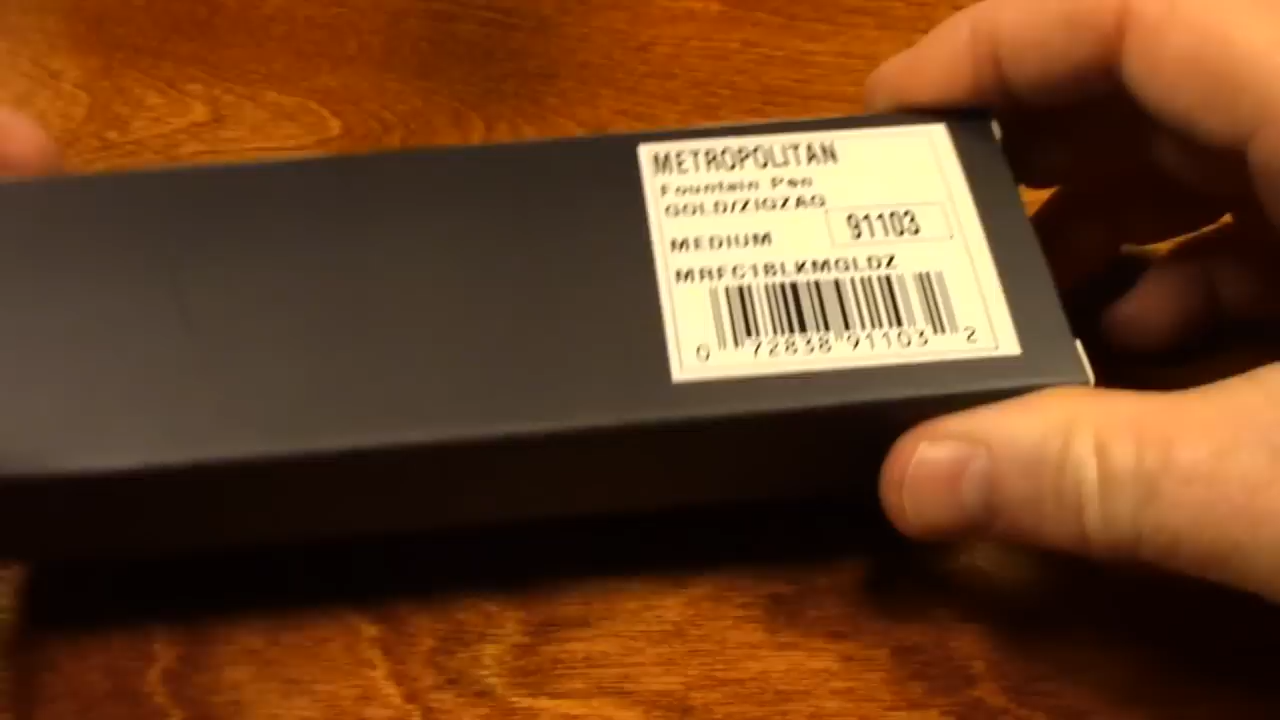 METROPOLITAN
Fountain Pen
GOLD/ZIGZAG
MEDIUM 91103
MRFC1BLKMGLDZ
0 72838 91103 2